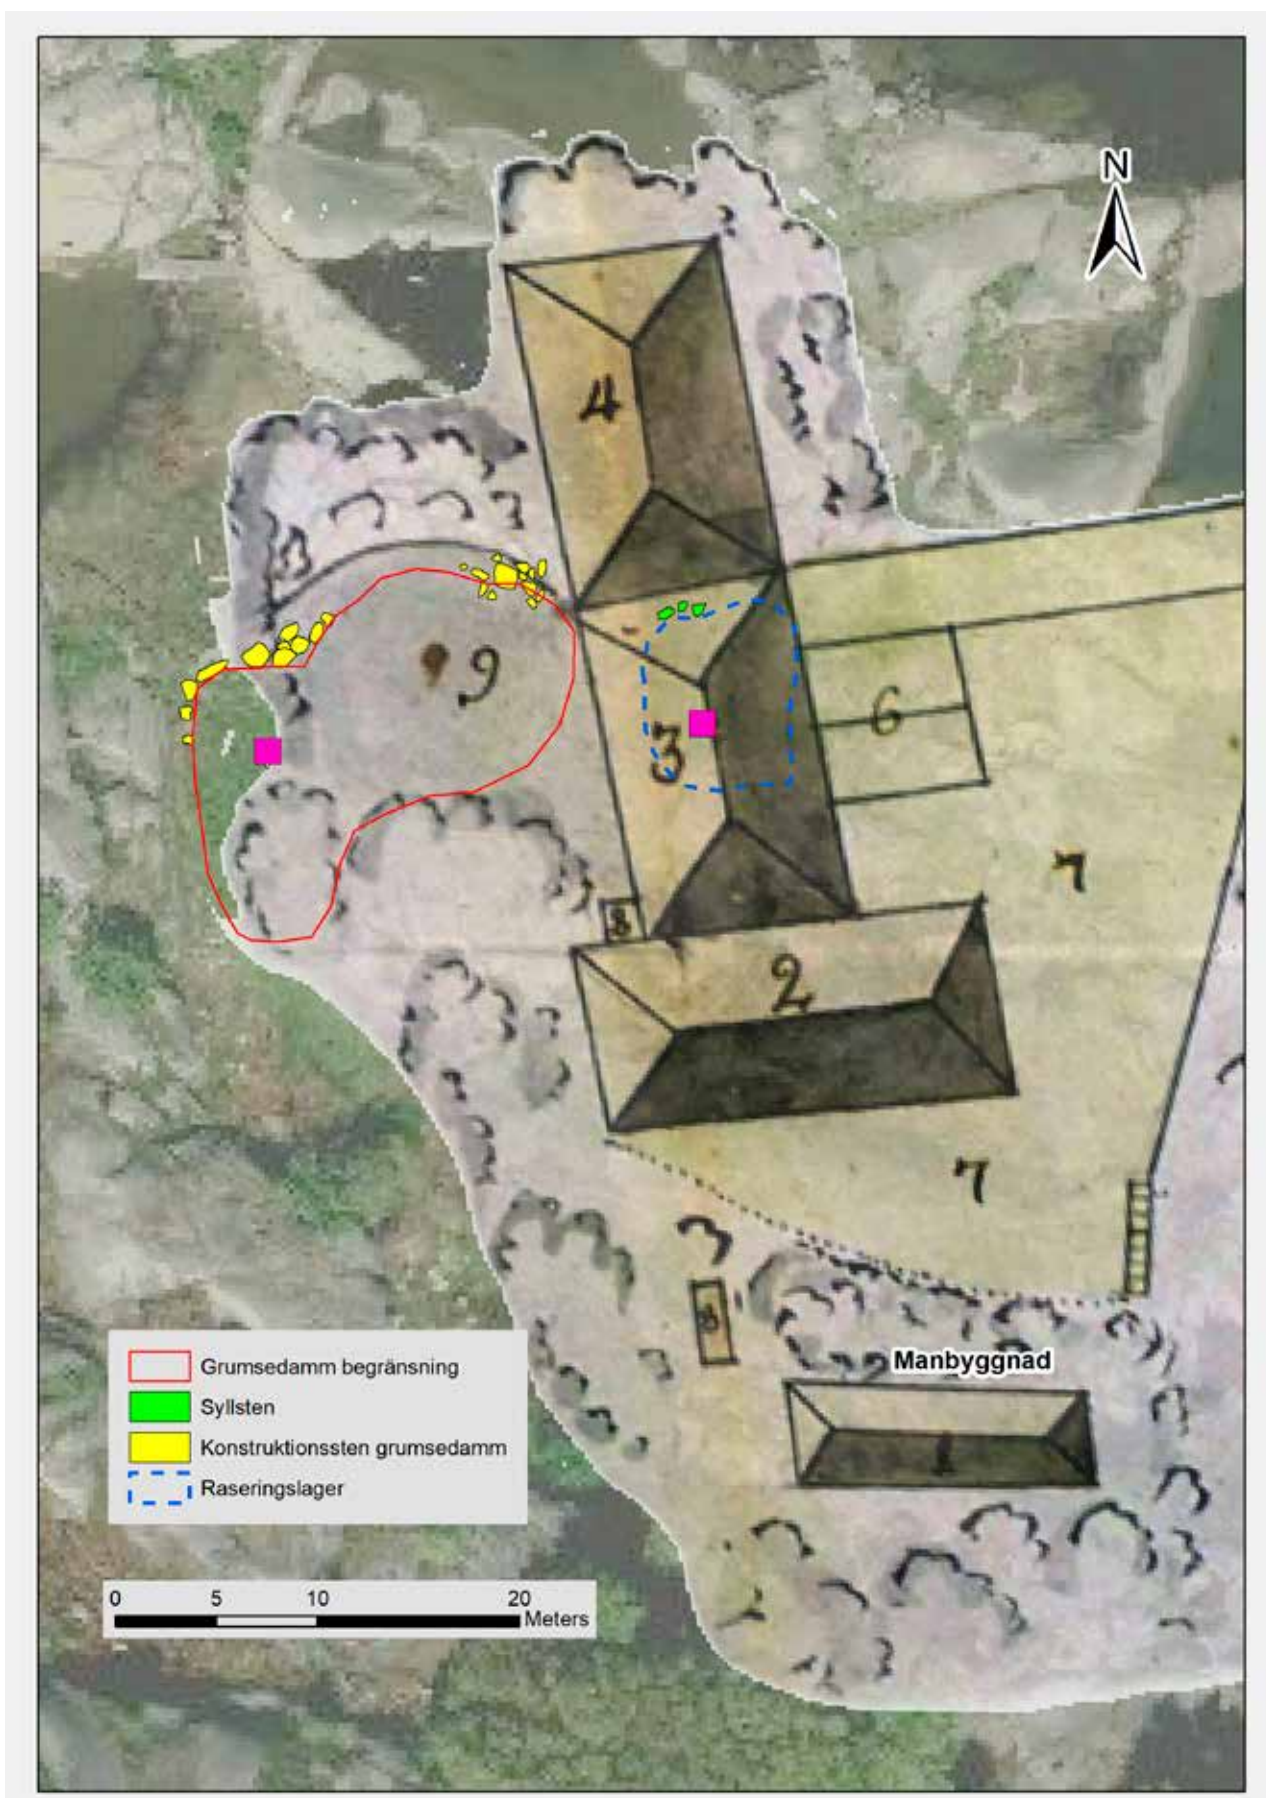 N
4
9
3
6
7
8
2
7
8
Manbyggnad
1
Grumsedamm begränsning
Syllsten
Konstruktionssten grumsedamm
Raseringslager
0 5 10 20
Meters